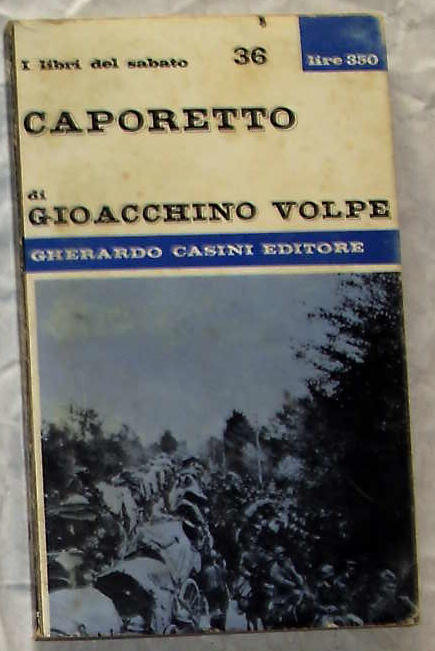 I libri del sabato 36 lire 350
CAPORETTO
di
GIOACCHINO VOLPE
GHERARDO CASINI EDITORE